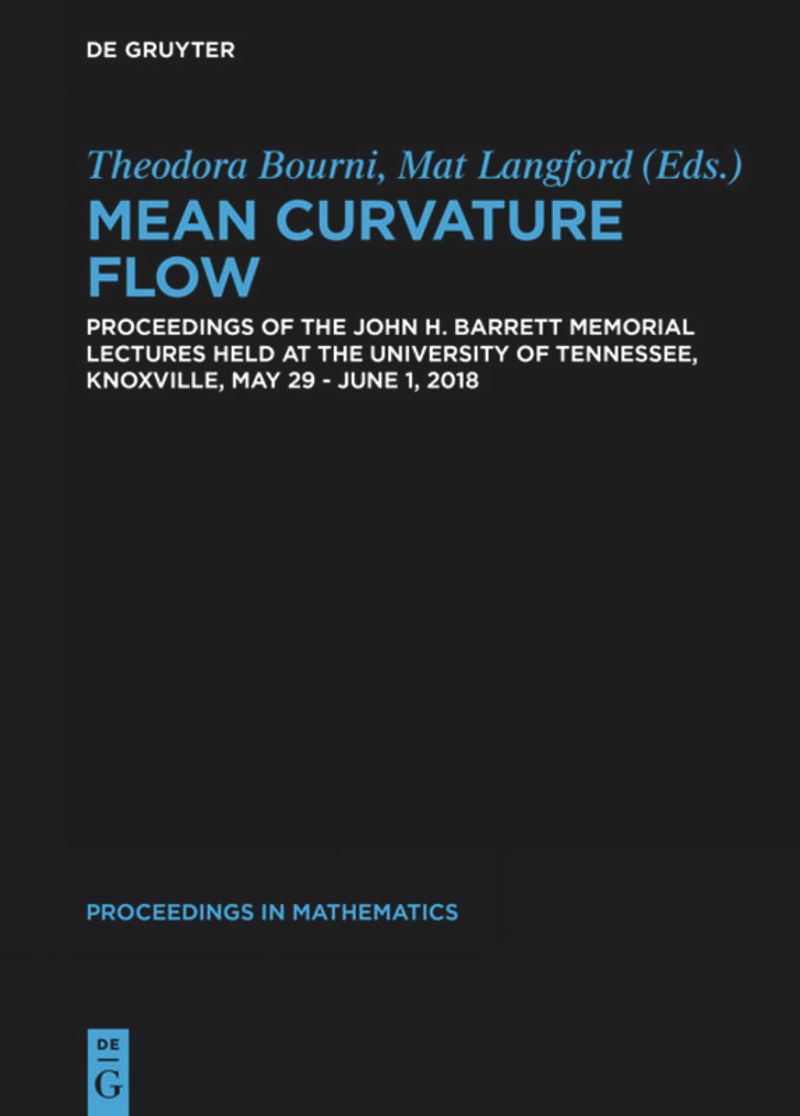 DE GRUYTER
Theodora Bourni, Mat Langford (Eds.)
MEAN CURVATURE
FLOW
PROCEEDINGS OF THE JOHN H. BARRETT MEMORIAL
LECTURES HELD AT THE UNIVERSITY OF TENNESSEE,
KNOXVILLE, MAY 29 - JUNE 1, 2018
PROCEEDINGS IN MATHEMATICS
DE
G